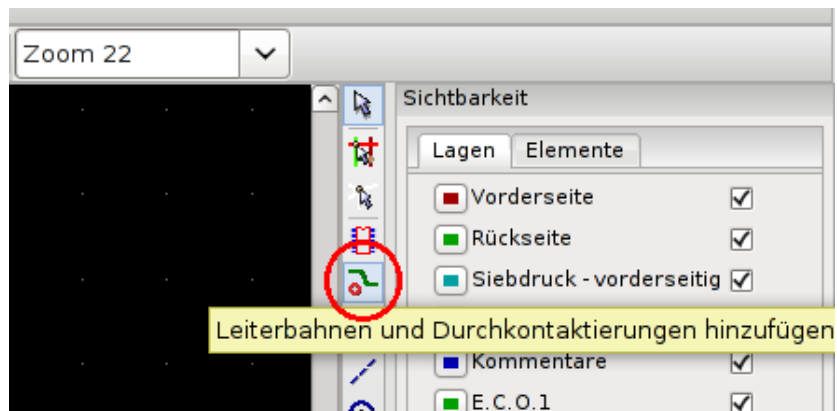 Zoom 22
Sichtbarkeit
Lagen Elemente
Vorderseite
Rückseite
Siebdruck - vorderseitig
Leiterbahnen und Durchkontaktierungen hinzufügen
Kommentare
E.C.O.1